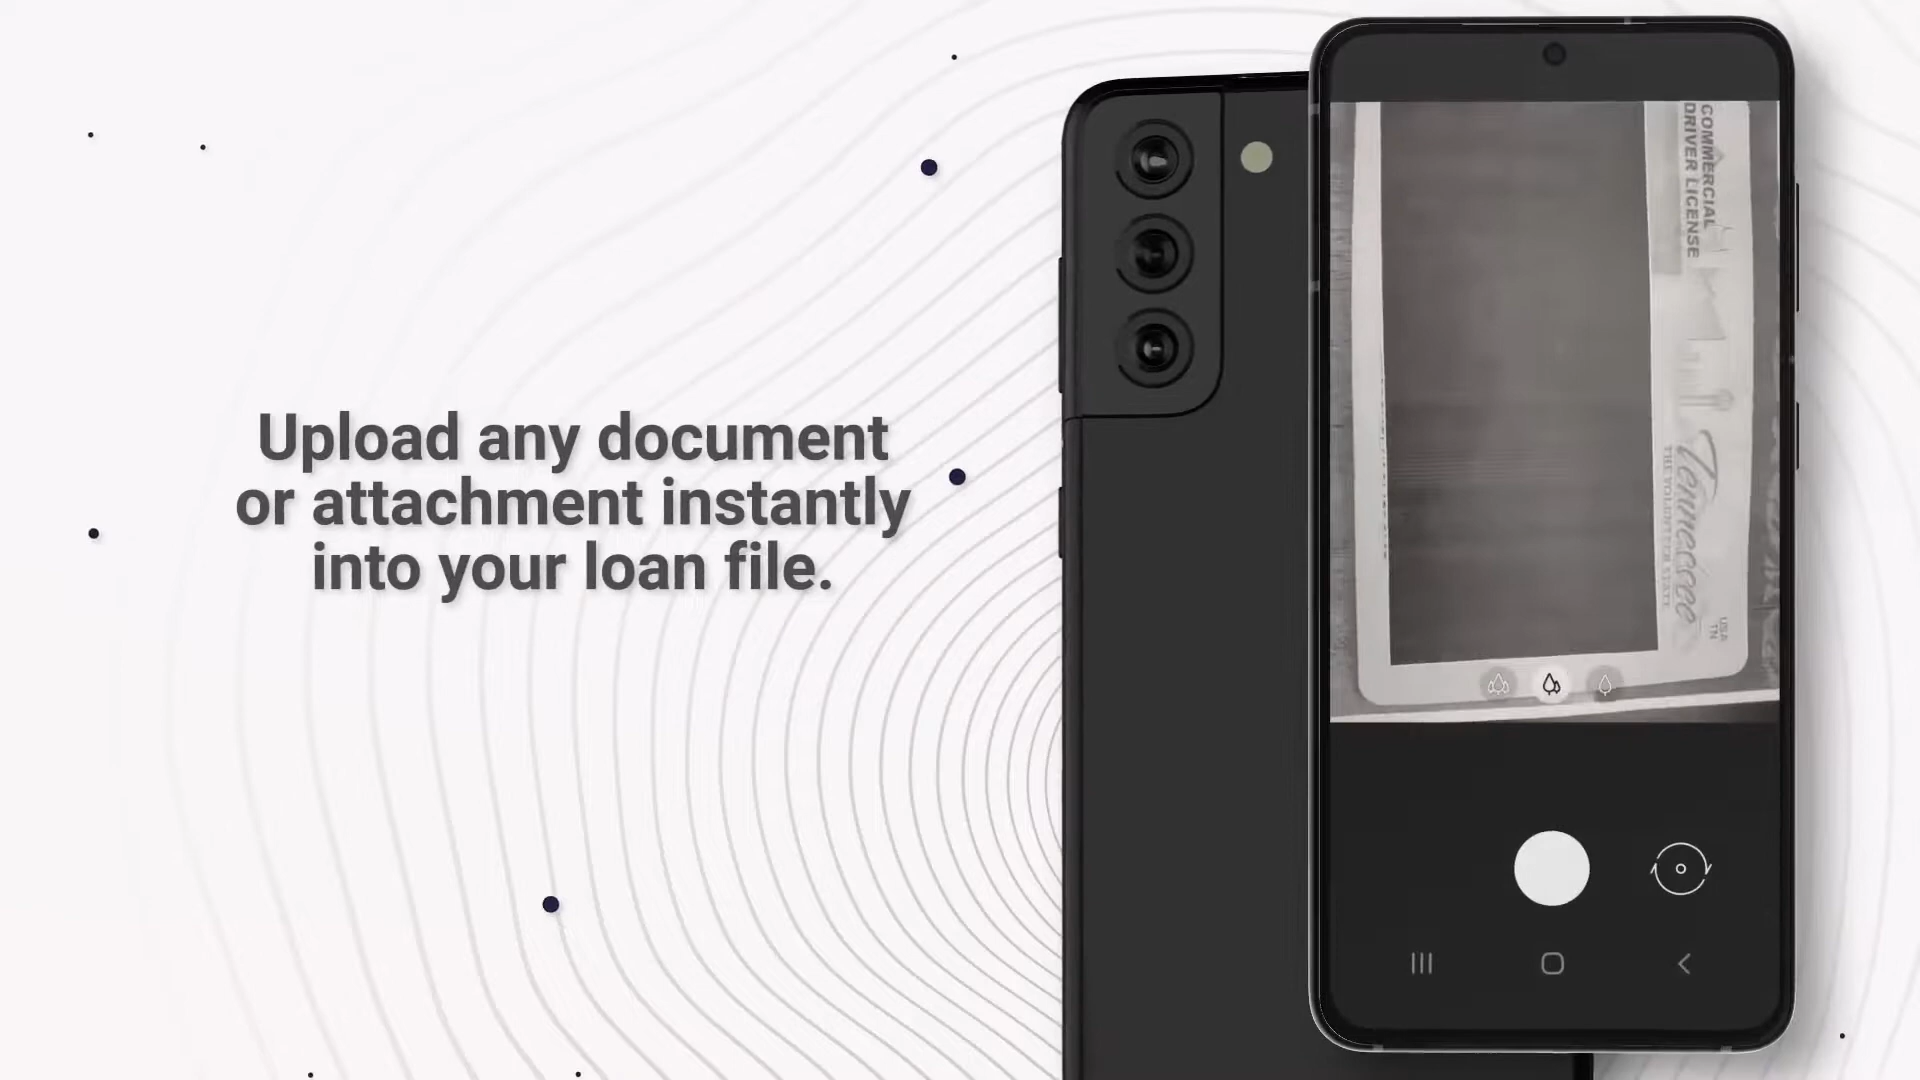 Upload any document
or attachment instantly
into your loan file.
COMMERCIAL
DRIVER LICENSE
Tennessee
THE VOLUNTEER STATE
USA
TN